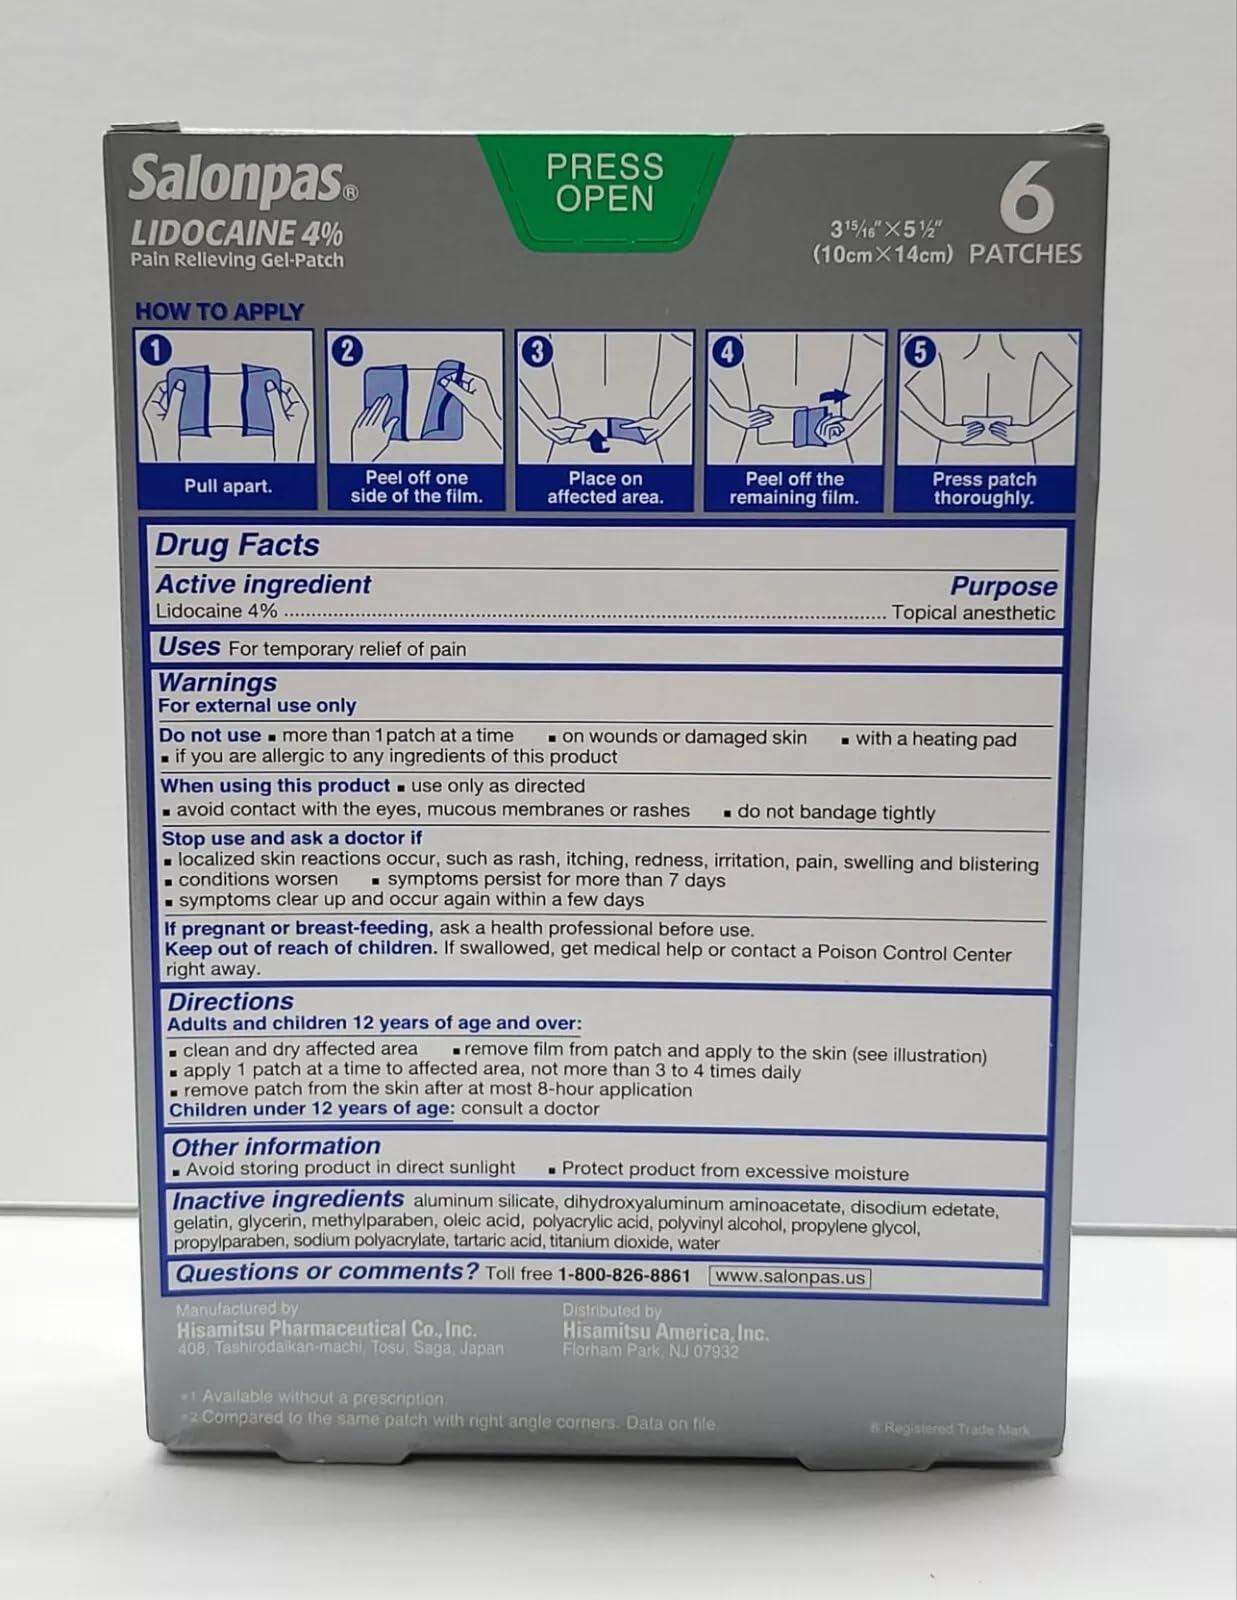 Salonpas®
LIDOCAINE 4%
Pain Relieving Gel-Patch
PRESS
OPEN
3 15/16" × 5 1/2"
(10cm×14cm)
6
PATCHES
HOW TO APPLY
1
Pull apart.
2
Peel off one
side of the film.
3
Place on
affected area.
4
Peel off the
remaining film.
5
Press patch
thoroughly.
Drug Facts
Active ingredient Purpose
Lidocaine 4% ........................................................................ Topical anesthetic
Uses For temporary relief of pain
Warnings
For external use only
Do not use ▪ more than 1 patch at a time ▪ on wounds or damaged skin ▪ with a heating pad
▪ if you are allergic to any ingredients of this product
When using this product ▪ use only as directed
▪ avoid contact with the eyes, mucous membranes or rashes ▪ do not bandage tightly
Stop use and ask a doctor if
▪ localized skin reactions occur, such as rash, itching, redness, irritation, pain, swelling and blistering
▪ conditions worsen ▪ symptoms persist for more than 7 days
▪ symptoms clear up and occur again within a few days
If pregnant or breast-feeding, ask a health professional before use.
Keep out of reach of children. If swallowed, get medical help or contact a Poison Control Center
right away.
Directions
Adults and children 12 years of age and over:
▪ clean and dry affected area ▪ remove film from patch and apply to the skin (see illustration)
▪ apply 1 patch at a time to affected area, not more than 3 to 4 times daily
▪ remove patch from the skin after at most 8-hour application
Children under 12 years of age: consult a doctor
Other information
▪ Avoid storing product in direct sunlight ▪ Protect product from excessive moisture
Inactive ingredients aluminum silicate, dihydroxyaluminum aminoacetate, disodium edetate,
gelatin, glycerin, methylparaben, oleic acid, polyacrylic acid, polyvinyl alcohol, propylene glycol,
propylparaben, sodium polyacrylate, tartaric acid, titanium dioxide, water
Questions or comments? Toll free 1-800-826-8861 www.salonpas.us
Manufactured by
Hisamitsu Pharmaceutical Co., Inc.
408, Tashirodaikan-machi, Tosu, Saga, Japan
Distributed by
Hisamitsu America, Inc.
Florham Park, NJ 07932
*1 Available without a prescription.
*2 Compared to the same patch with right angle corners. Data on file.
® Registered Trade Mark